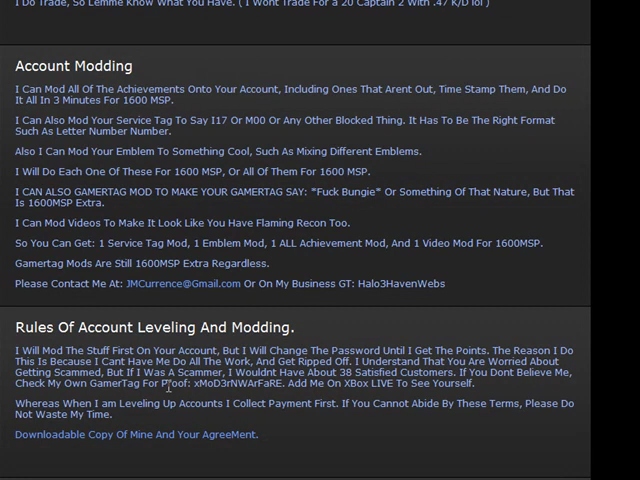 I Do Trade, So Lemme Know What You Have. ( I Wont Trade For a 20 Captain 2 With .47 K/D lol )
Account Modding
I Can Mod All Of The Achievements Onto Your Account, Including Ones That Arent Out, Time Stamp Them, And Do
It All In 3 Minutes For 1600 MSP.
I Can Also Mod Your Service Tag To Say I17 Or M00 Or Any Other Blocked Thing. It Has To Be The Right Format
Such As Letter Number Number.
Also I Can Mod Your Emblem To Something Cool, Such As Mixing Different Emblems.
I Will Do Each One Of These For 1600 MSP, Or All Of Them For 1600 MSP.
I CAN ALSO GAMERTAG MOD TO MAKE YOUR GAMERTAG SAY: "Fuck Bungie" Or Something Of That Nature, But That
Is 1600MSP Extra.
I Can Mod Videos To Make It Look Like You Have Flaming Recon Too.
So You Can Get: 1 Service Tag Mod, 1 Emblem Mod, 1 ALL Achievement Mod, And 1 Video Mod For 1600MSP.
Gamertag Mods Are Still 1600MSP Extra Regardless.
Please Contact Me At: JMCurrence@Gmail.com Or On My Business GT: Halo3HavenWebs
Rules Of Account Leveling And Modding.
I Will Mod The Stuff First On Your Account, But I Will Change The Password Until I Get The Points. The Reason I Do
This Is Because I Cant Have Me Do All The Work, And Get Ripped Off. I Understand That You Are Worried About
Getting Scammed, But If I Was A Scammer, I Wouldnt Have About 38 Satisfied Customers. If You Dont Believe Me,
Check My Own GamerTag For Proof: xMoD3rNWArFaRE. Add Me On XBox LIVE To See Yourself.
Whereas When I am Leveling Up Accounts I Collect Payment First. If You Cannot Abide By These Terms, Please Do
Not Waste My Time.
Downloadable Copy Of Mine And Your AgreeMent.